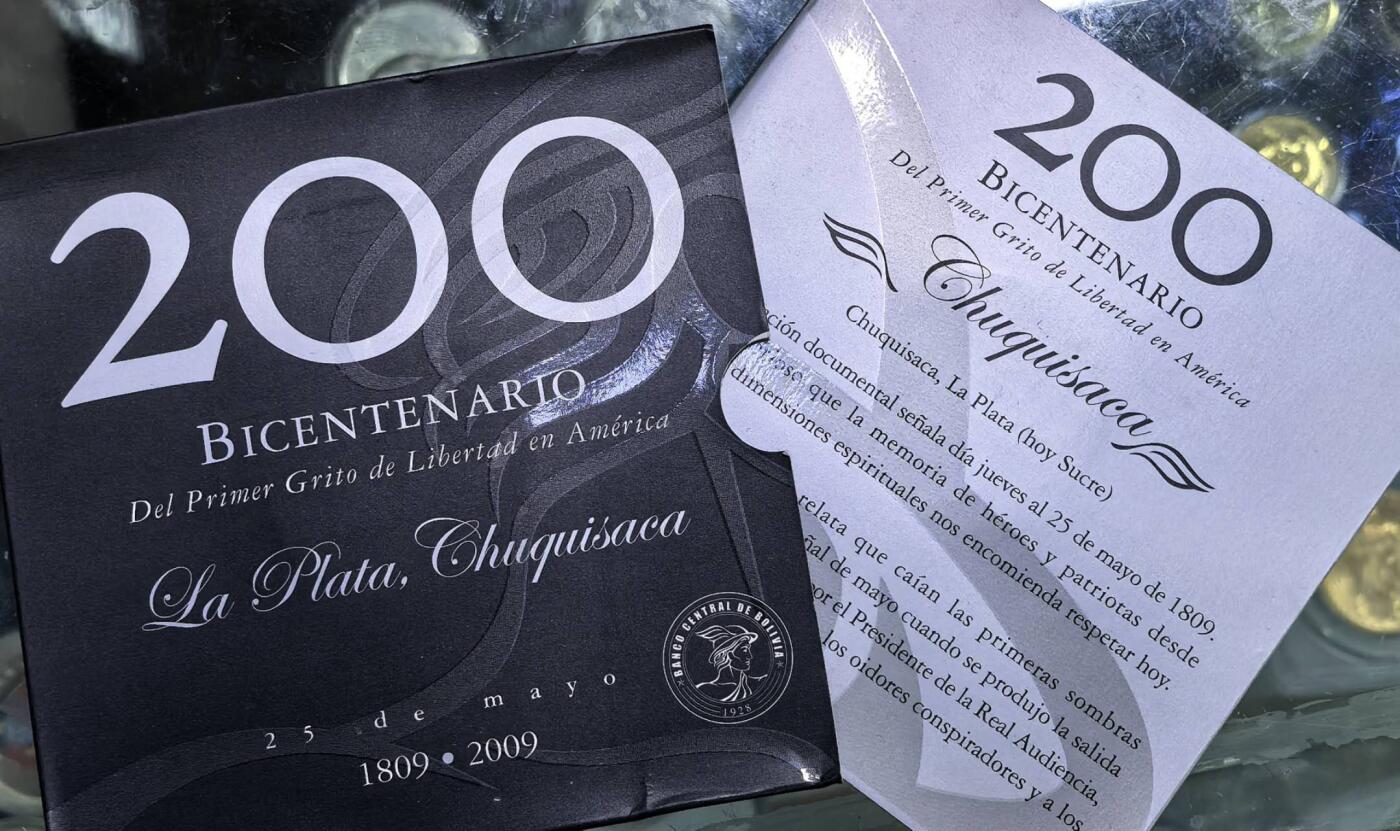 200
BICENTENARIO
Del Primer Grito de Libertad en América
La Plata, Chuquisaca
25 de mayo
1809 • 2009
BANCO CENTRAL DE BOLIVIA
1928
200
BICENTENARIO
Del Primer Grito de Libertad en América
Chuquisaca
Chuquisaca, La Plata (hoy Sucre)
ción documental señala día jueves al 25 de mayo de 1809.
que la memoria de héroes y patriotas desde
dimensiones espirituales nos encomienda respetar hoy.
relata que caían las primeras sombras
de mayo cuando se produjo la salida
por el Presidente de la Real Audiencia,
los oidores conspiradores y a los